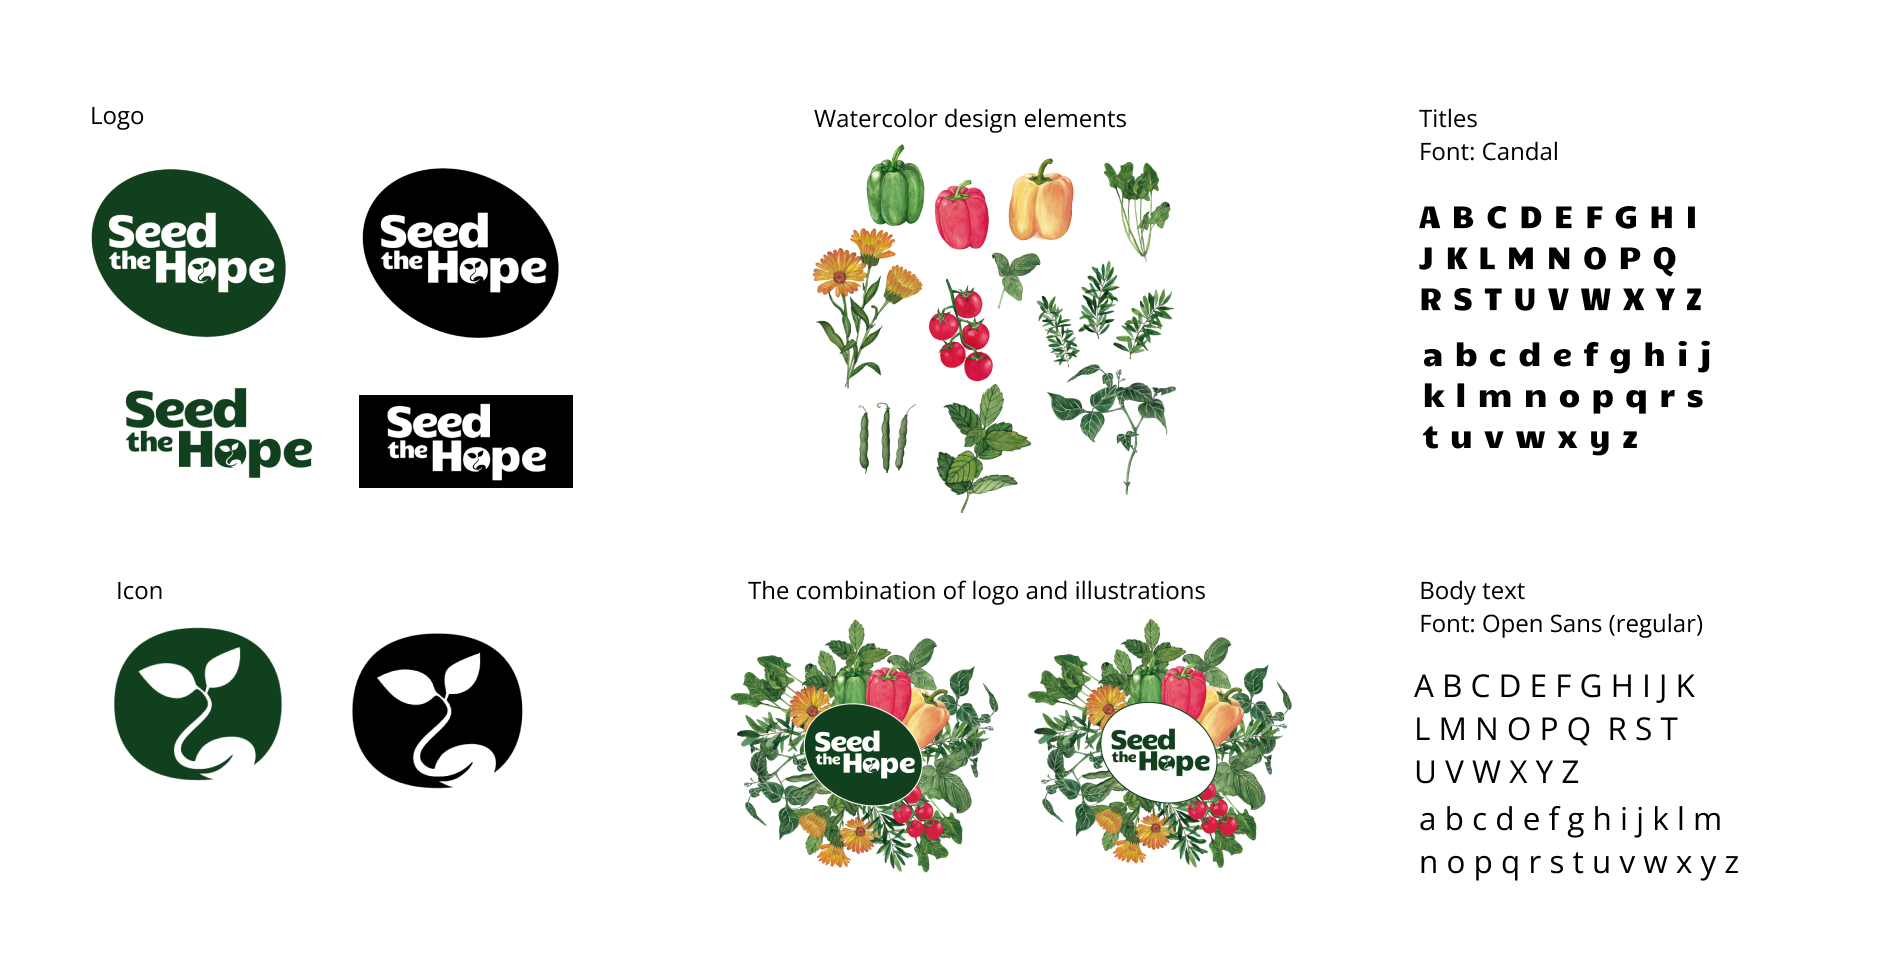 Logo
Seed
the Hope
Seed
the Hope
Seed
the Hope
Seed
the Hope
Icon
Watercolor design elements
The combination of logo and illustrations
Seed
the Hope
Seed
the Hope
Titles
Font: Candal
A B C D E F G H I
J K L M N O P Q
R S T U V W X Y Z
a b c d e f g h i j
k l m n o p q r s
t u v w x y z
Body text
Font: Open Sans (regular)
A B C D E F G H I J K
L M N O P Q R S T
U V W X Y Z
a b c d e f g h i j k l m
n o p q r s t u v w x y z